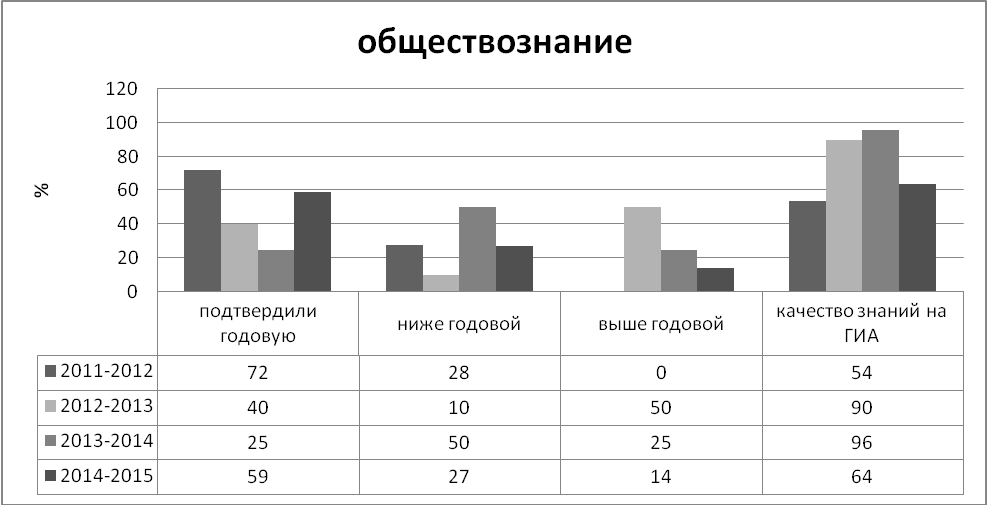 обществознание
120
100
80
60
40
20
0
%
подтвердили годовую ниже годовой выше годовой качество знаний на ГИА
2011-2012 72 28 0 54
2012-2013 40 10 50 90
2013-2014 25 50 25 96
2014-2015 59 27 14 64